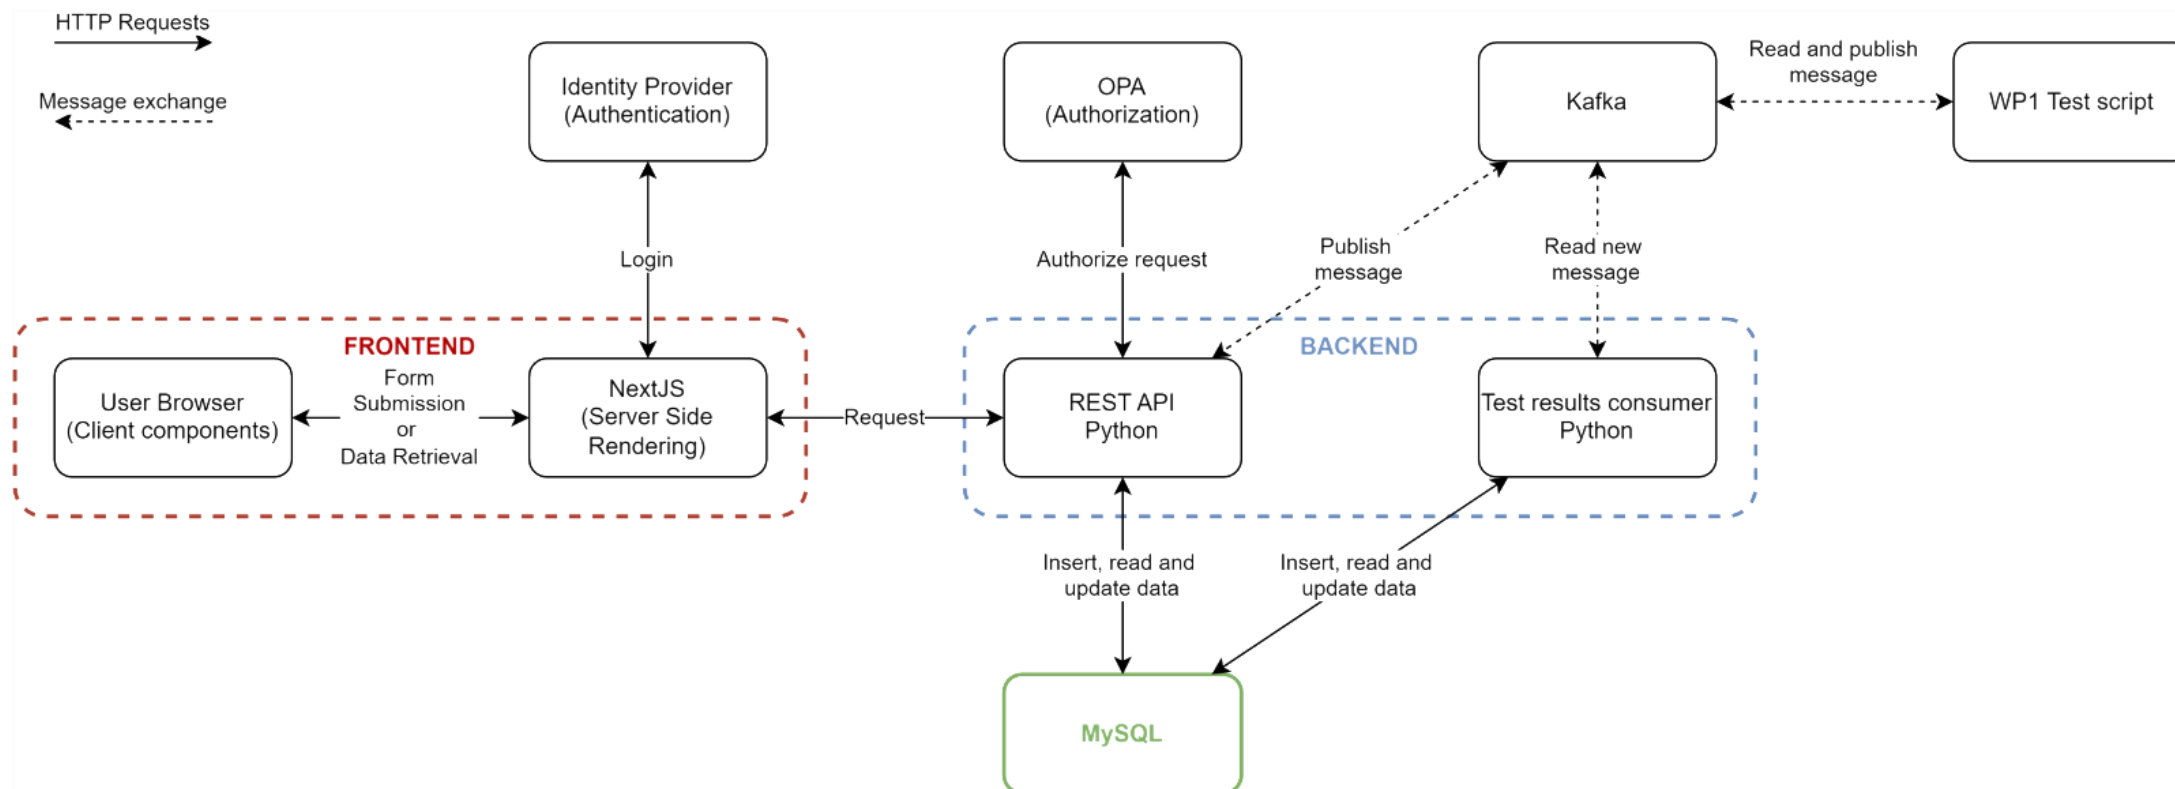 HTTP Requests
Message exchange
Identity Provider
(Authentication)
OPA
(Authorization)
Kafka
Read and publish
message
WP1 Test script
Login
Authorize request
Publish
message
Read new
message
FRONTEND
BACKEND
User Browser
(Client components)
Form
Submission
or
Data Retrieval
NextJS
(Server Side
Rendering)
Request
REST API
Python
Test results consumer
Python
Insert, read and
update data
Insert, read and
update data
MySQL